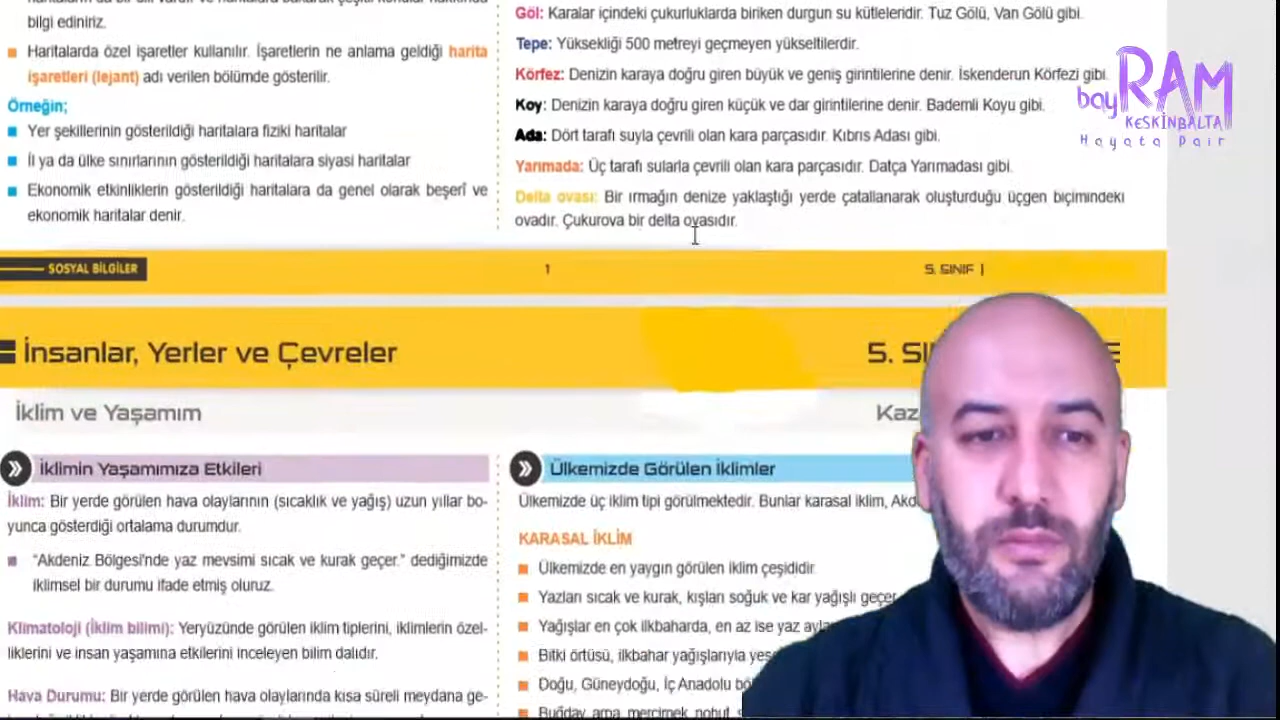 bilgi ediniriz.
Haritalarda özel işaretler kullanılır. İşaretlerin ne anlama geldiği harita
işaretleri (lejant) adı verilen bölümde gösterilir.
Örneğin;
Yer şekillerinin gösterildiği haritalara fiziki haritalar
İl ya da ülke sınırlarının gösterildiği haritalara siyasi haritalar
Ekonomik etkinliklerin gösterildiği haritalara da genel olarak beşerî ve
ekonomik haritalar denir.
Göl: Karalar içindeki çukurluklarda biriken durgun su kütleleridir. Tuz Gölü, Van Gölü gibi.
Tepe: Yüksekliği 500 metreyi geçmeyen yükseltilerdir.
Körfez: Denizin karaya doğru giren büyük ve geniş girintilerine denir. İskenderun Körfezi gibi.
Koy: Denizin karaya doğru giren küçük ve dar girintilerine denir. Bademli Koyu gibi.
Ada: Dört tarafı suyla çevrili olan kara parçasıdır. Kıbrıs Adası gibi.
Yarımada: Üç tarafı sularla çevrili olan kara parçasıdır. Datça Yarımadası gibi.
Delta ovası: Bir ırmağın denize yaklaştığı yerde çatallanarak oluşturduğu üçgen biçimindeki
ovadır. Çukurova bir delta ovasıdır.
bayRAM
KESKİNBALTA
Hayata Dair
SOSYAL BİLGİLER
1
5. SINIF |
İnsanlar, Yerler ve Çevreler
5. SI
İklim ve Yaşamım
Kaz
İklimin Yaşamımıza Etkileri
İklim: Bir yerde görülen hava olaylarının (sıcaklık ve yağış) uzun yıllar bo-
yunca gösterdiği ortalama durumdur.
“Akdeniz Bölgesi'nde yaz mevsimi sıcak ve kurak geçer.” dediğimizde
iklimsel bir durumu ifade etmiş oluruz.
Klimatoloji (İklim bilimi): Yeryüzünde görülen iklim tiplerini, iklimlerin özel-
liklerini ve insan yaşamına etkilerini inceleyen bilim dalıdır.
Hava Durumu: Bir yerde görülen hava olaylarında kısa süreli meydana ge-
Ülkemizde Görülen İklimler
Ülkemizde üç iklim tipi görülmektedir. Bunlar karasal iklim, Akd
KARASAL İKLİM
Ülkemizde en yaygın görülen iklim çeşididir.
Yazları sıcak ve kurak, kışları soğuk ve kar yağışlı geçer
Yağışlar en çok ilkbaharda, en az ise yaz ayla
Bitki örtüsü, ilkbahar yağışlarıyla yeş
Doğu, Güneydoğu, İç Anadolu böl
Buğday, arpa, mercimek, nohut